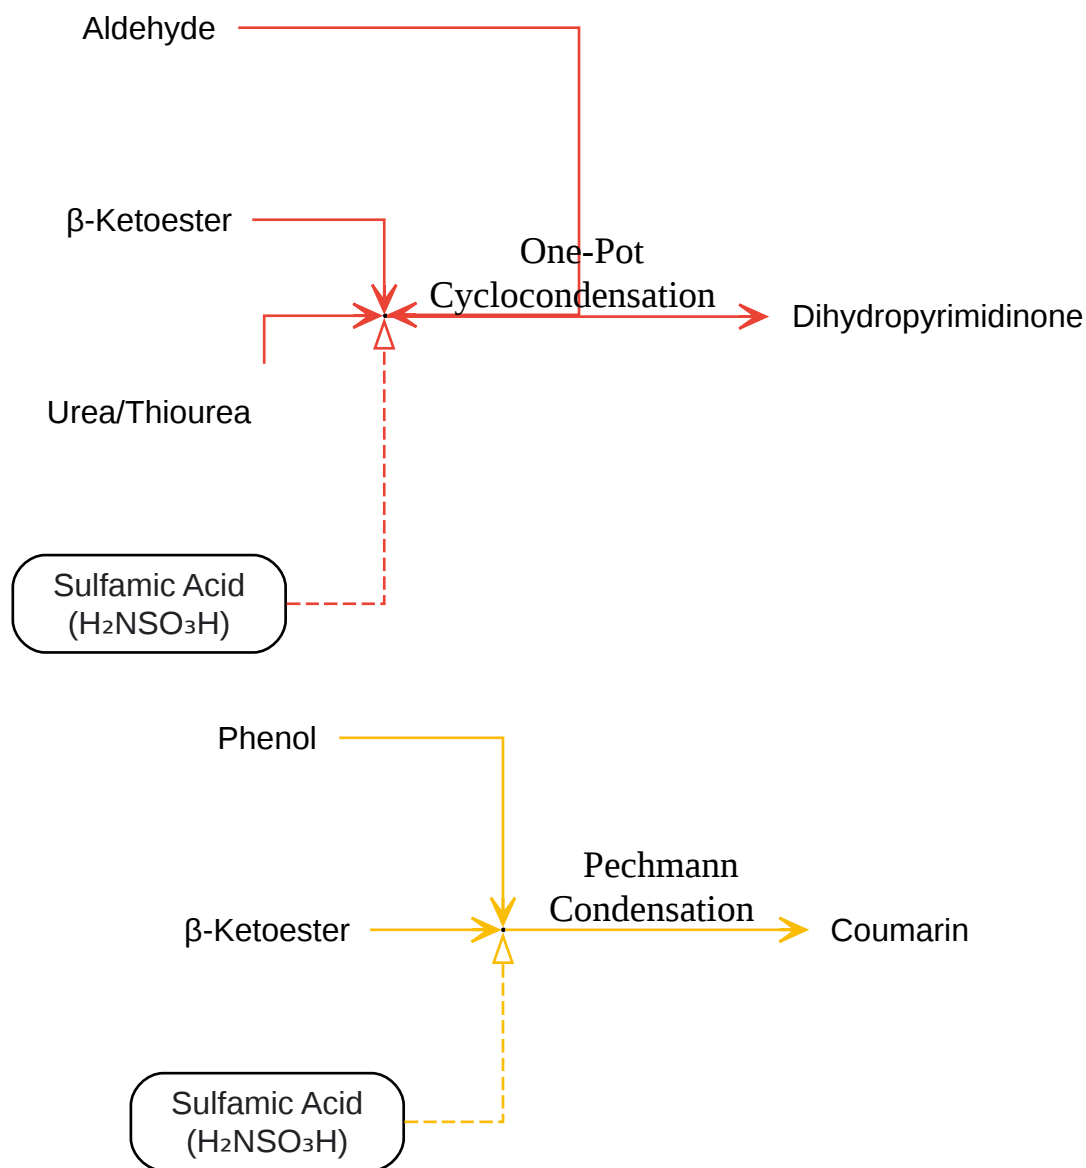 Aldehyde
β-Ketoester
One-Pot
Cyclocondensation
Dihydropyrimidinone
Urea/Thiourea
Sulfamic Acid
(H₂NSO₃H)
Phenol
Pechmann
Condensation
β-Ketoester
Coumarin
Sulfamic Acid
(H₂NSO₃H)